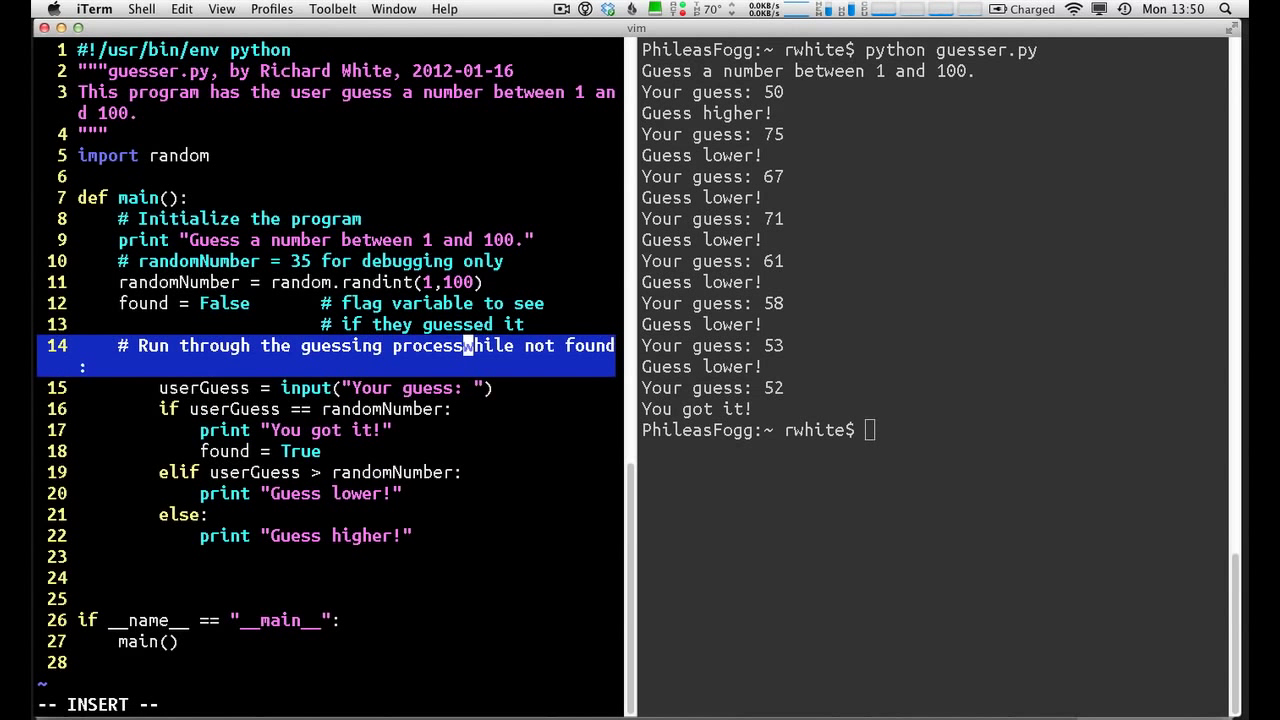 iTerm Shell Edit View Profiles Toolbelt Window Help 70° 0.0KB/s 0.0KB/s Charged Mon 13:50
vim
1 #!/usr/bin/env python
2 """guesser.py, by Richard White, 2012-01-16
3 This program has the user guess a number between 1 an
d 100.
4 """
5 import random
6
7 def main():
8 # Initialize the program
9 print "Guess a number between 1 and 100."
10 # randomNumber = 35 for debugging only
11 randomNumber = random.randint(1,100)
12 found = False # flag variable to see
13 # if they guessed it
14 # Run through the guessing processwhile not found
:
15 userGuess = input("Your guess: ")
16 if userGuess == randomNumber:
17 print "You got it!"
18 found = True
19 elif userGuess > randomNumber:
20 print "Guess lower!"
21 else:
22 print "Guess higher!"
23
24
25
26 if __name__ == "__main__":
27 main()
28
~
-- INSERT --
PhileasFogg:~ rwhite$ python guesser.py
Guess a number between 1 and 100.
Your guess: 50
Guess higher!
Your guess: 75
Guess lower!
Your guess: 67
Guess lower!
Your guess: 71
Guess lower!
Your guess: 61
Guess lower!
Your guess: 58
Guess lower!
Your guess: 53
Guess lower!
Your guess: 52
You got it!
PhileasFogg:~ rwhite$